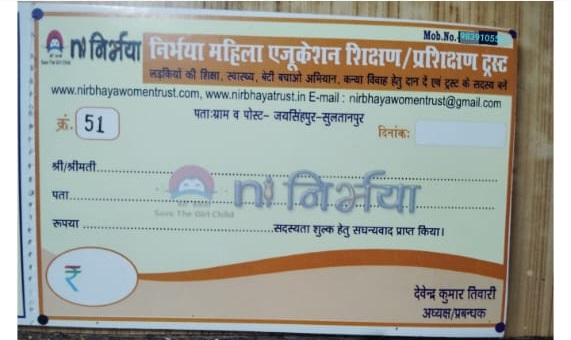 Mob.No.-98391055
निर्भया
Save The Girl Child
निर्भया महिला एजूकेशन शिक्षण/प्रशिक्षण ट्रस्ट
लड़कियों की शिक्षा, स्वास्थ्य, बेटी बचाओ अभियान, कन्या विवाह हेतु दान दें एवं ट्रस्ट के सदस्य बनें
www.nirbhayawomentrust.com, www.nirbhayatrust.in E-mail : nirbhayawomentrust@gmail.com
पताःग्राम व पोस्ट- जयसिंहपुर-सुलतानपुर
क्रं. 51
दिनांकः
श्री/श्रीमती
पता
निर्भया
Save The Girl Child
रूपया सदस्यता शुल्क हेतु सधन्यवाद प्राप्त किया।
₹
देवेन्द्र कुमार तिवारी
अध्यक्ष/प्रबन्धक